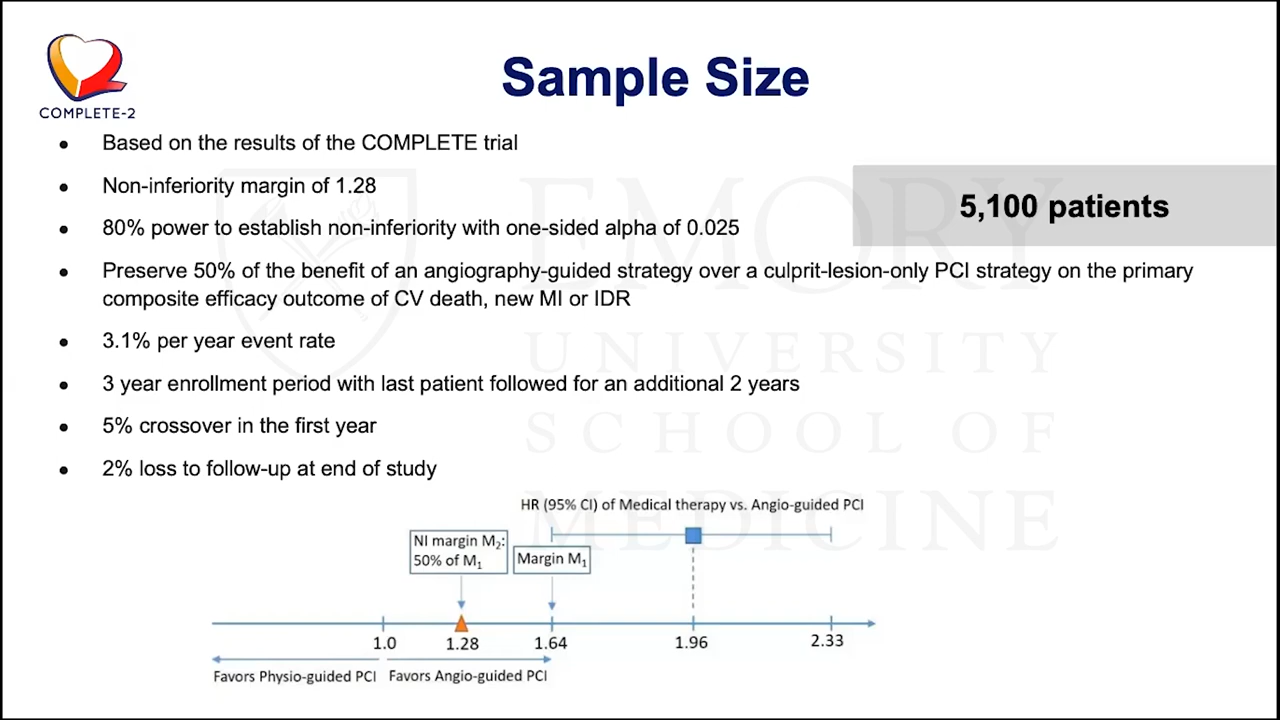 COMPLETE-2
Sample Size
• Based on the results of the COMPLETE trial
• Non-inferiority margin of 1.28
• 80% power to establish non-inferiority with one-sided alpha of 0.025
5,100 patients
• Preserve 50% of the benefit of an angiography-guided strategy over a culprit-lesion-only PCI strategy on the primary
composite efficacy outcome of CV death, new MI or IDR
• 3.1% per year event rate
• 3 year enrollment period with last patient followed for an additional 2 years
• 5% crossover in the first year
• 2% loss to follow-up at end of study
EMORY
UNIVERSITY
SCHOOL OF
MEDICINE
HR (95% CI) of Medical therapy vs. Angio-guided PCI
NI margin M₂:
50% of M₁
Margin M₁
1.0 1.28 1.64 1.96 2.33
Favors Physio-guided PCI Favors Angio-guided PCI